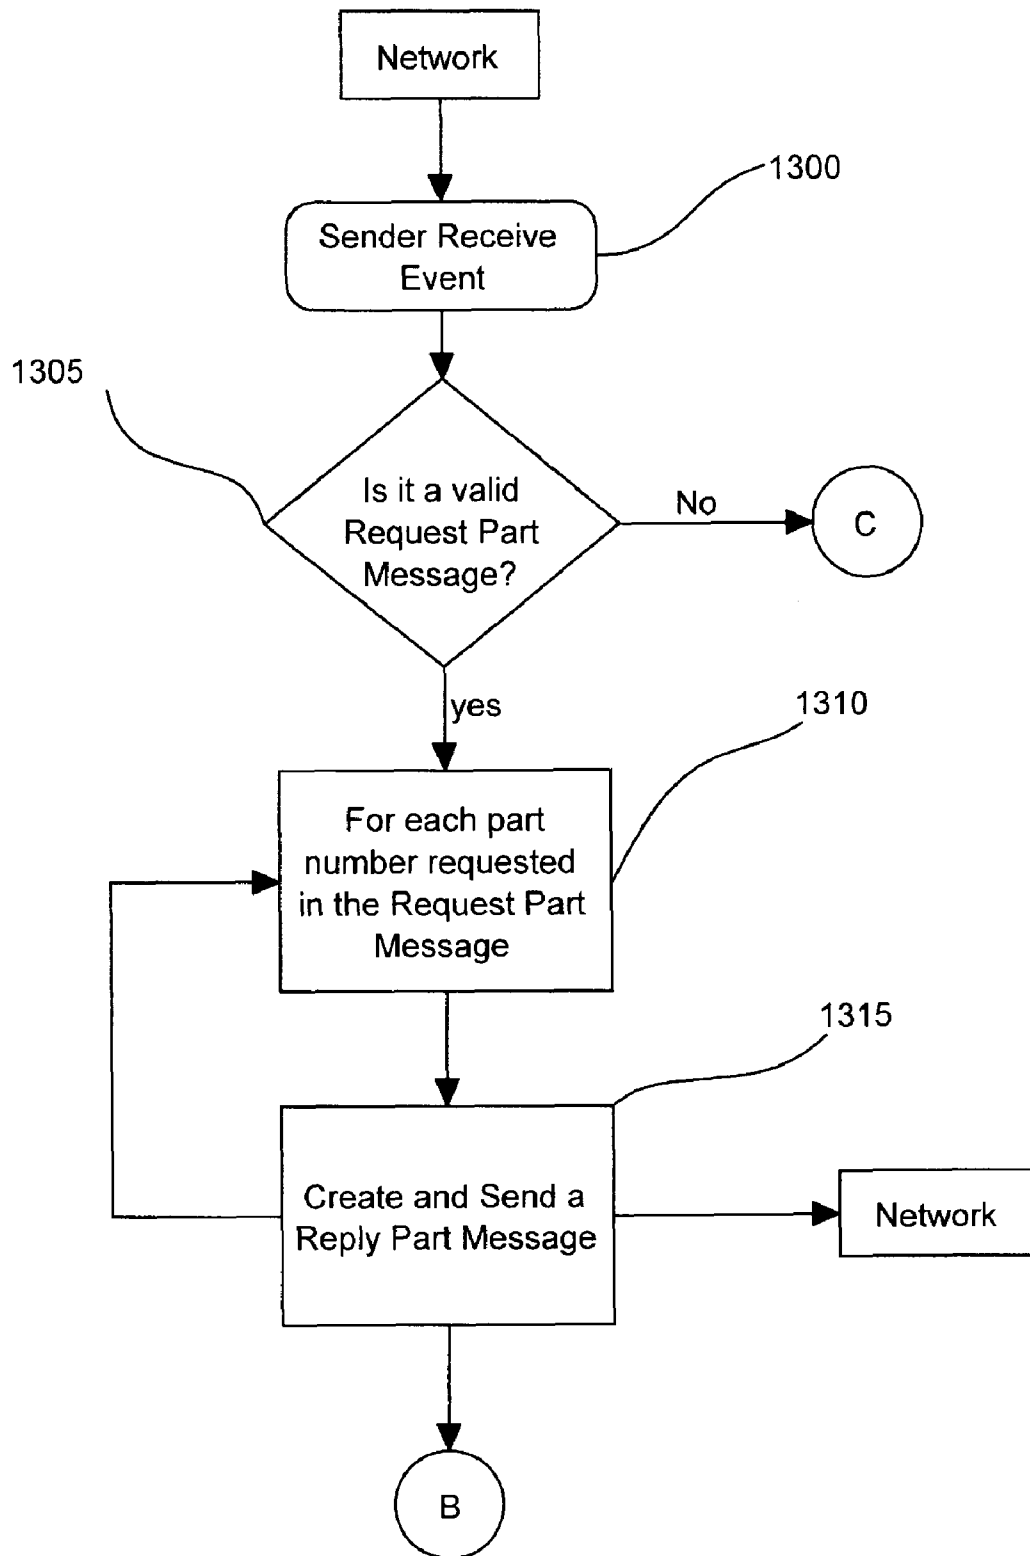 Network
1300
Sender Receive
Event
1305
Is it a valid
Request Part
Message?
No
C
yes
1310
For each part
number requested
in the Request Part
Message
1315
Create and Send a
Reply Part Message
Network
B